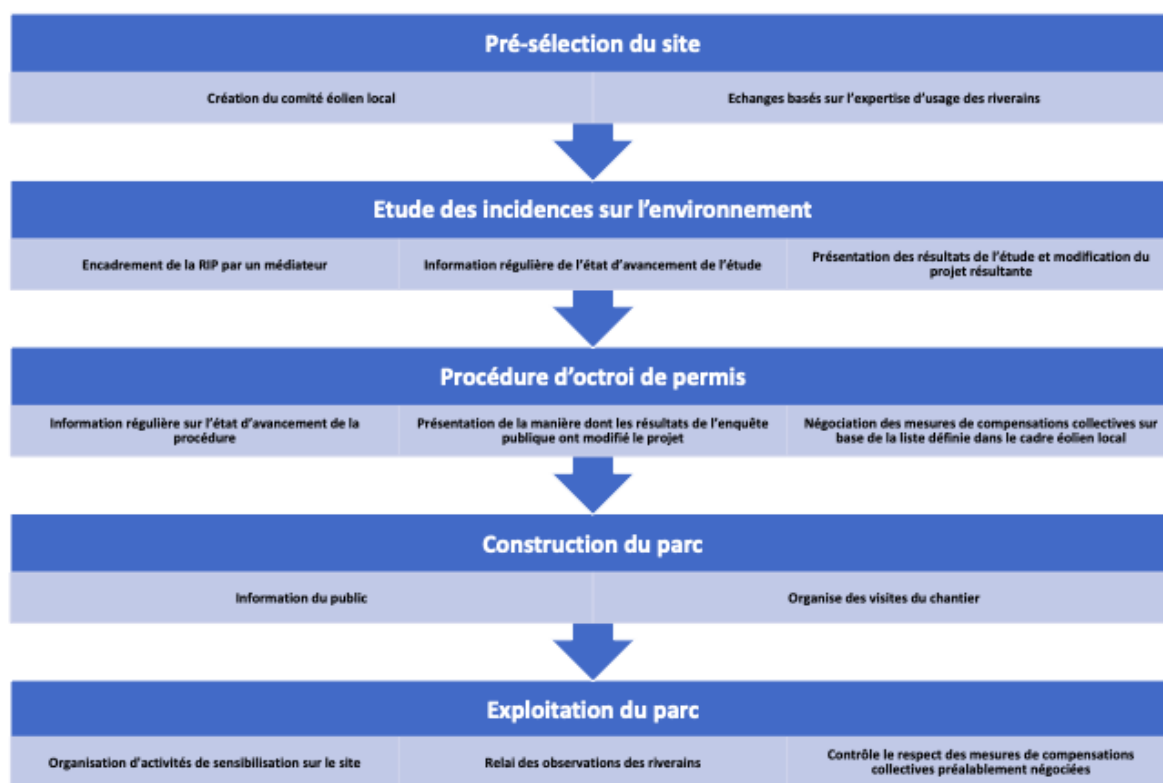 Pré-sélection du site
Création du comité éolien local
Echanges basés sur l'expertise d'usage des riverains
Etude des incidences sur l'environnement
Encadrement de la RIP par un médiateur
Information régulière de l'état d'avancement de l'étude
Présentation des résultats de l'étude et modification du
projet résultante
Procédure d'octroi de permis
Information régulière sur l'état d'avancement de la
procédure
Présentation de la manière dont les résultats de l'enquête
publique ont modifié le projet
Négociation des mesures de compensations collectives sur
base de la liste définie dans le cadre éolien local
Construction du parc
Information du public
Organise des visites du chantier
Exploitation du parc
Organisation d'activités de sensibilisation sur le site
Relai des observations des riverains
Contrôle le respect des mesures de compensations
collectives préalablement négociées